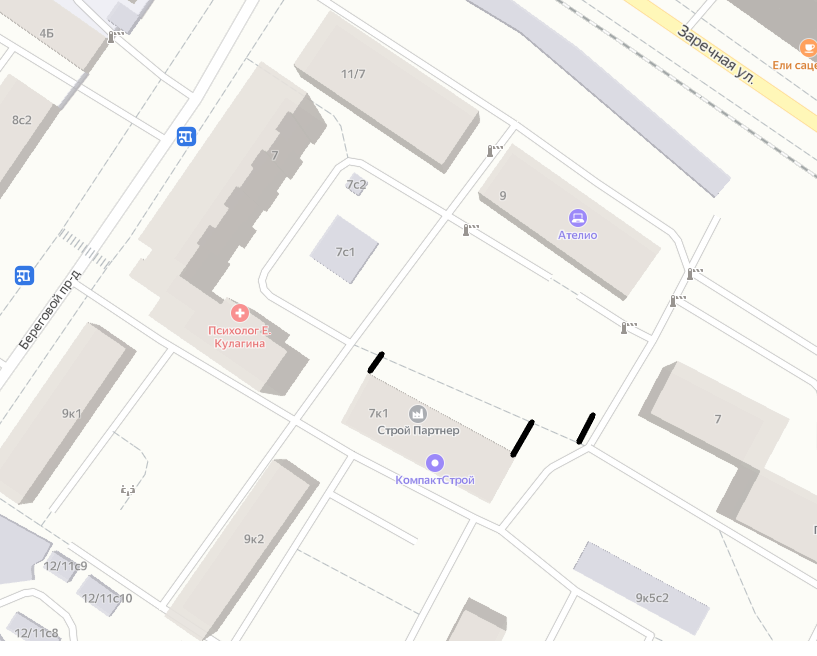 4Б
Заречная ул.
Ели
11/7
8с2
7
7с2
9
Ателио
7с1
Береговой пр-д
Психолог Е.
Кулагина
9к1
7к1
Строй Партнер
7
КомпактСтрой
9к2
12/11с9
12/11с10
9к5с2
12/11с8